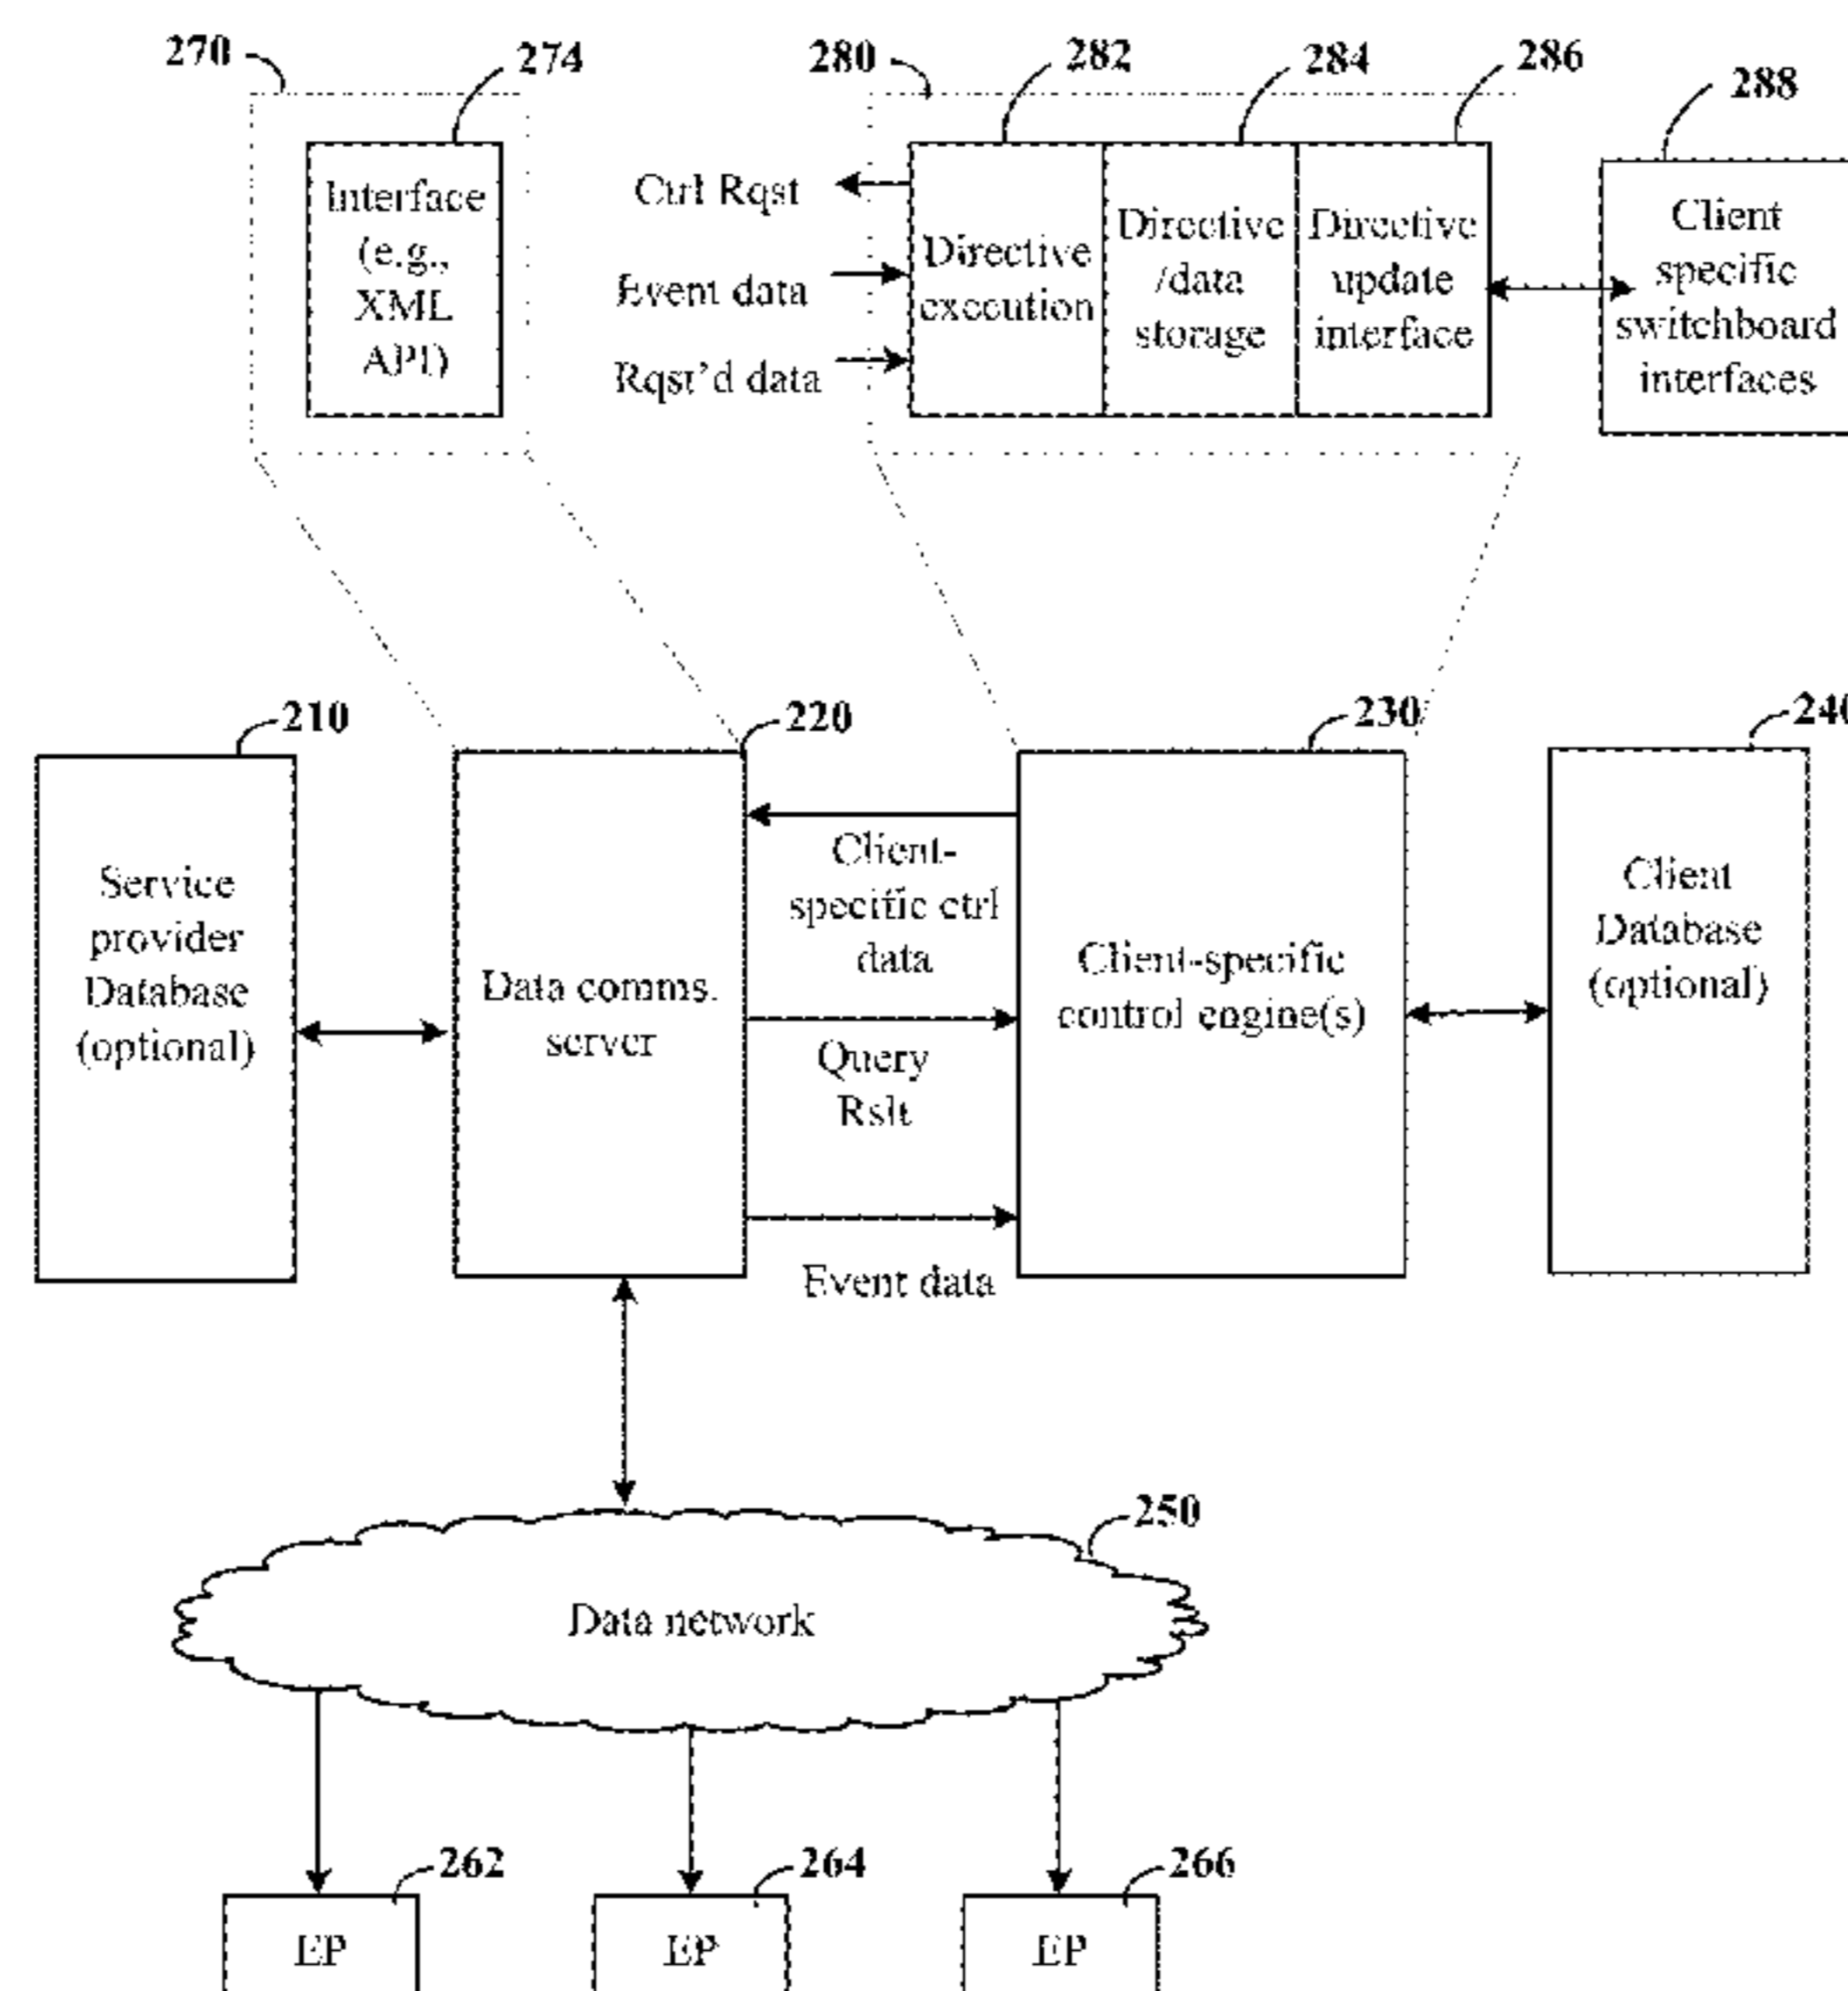 270
274
280
282
284
286
288
Interface
(e.g.,
XML
API)
Ctrl Rqst
Event data
Rqst'd data
Directive
execution
Directive
/data
storage
Directive
update
interface
Client
specific
switchboard
interfaces
210
220
230
240
Service
provider
Database
(optional)
Data comms.
server
Client-
specific ctrl
data
Query
Rslt
Event data
Client-specific
control engine(s)
Client
Database
(optional)
250
Data network
262
264
266
EP
EP
EP